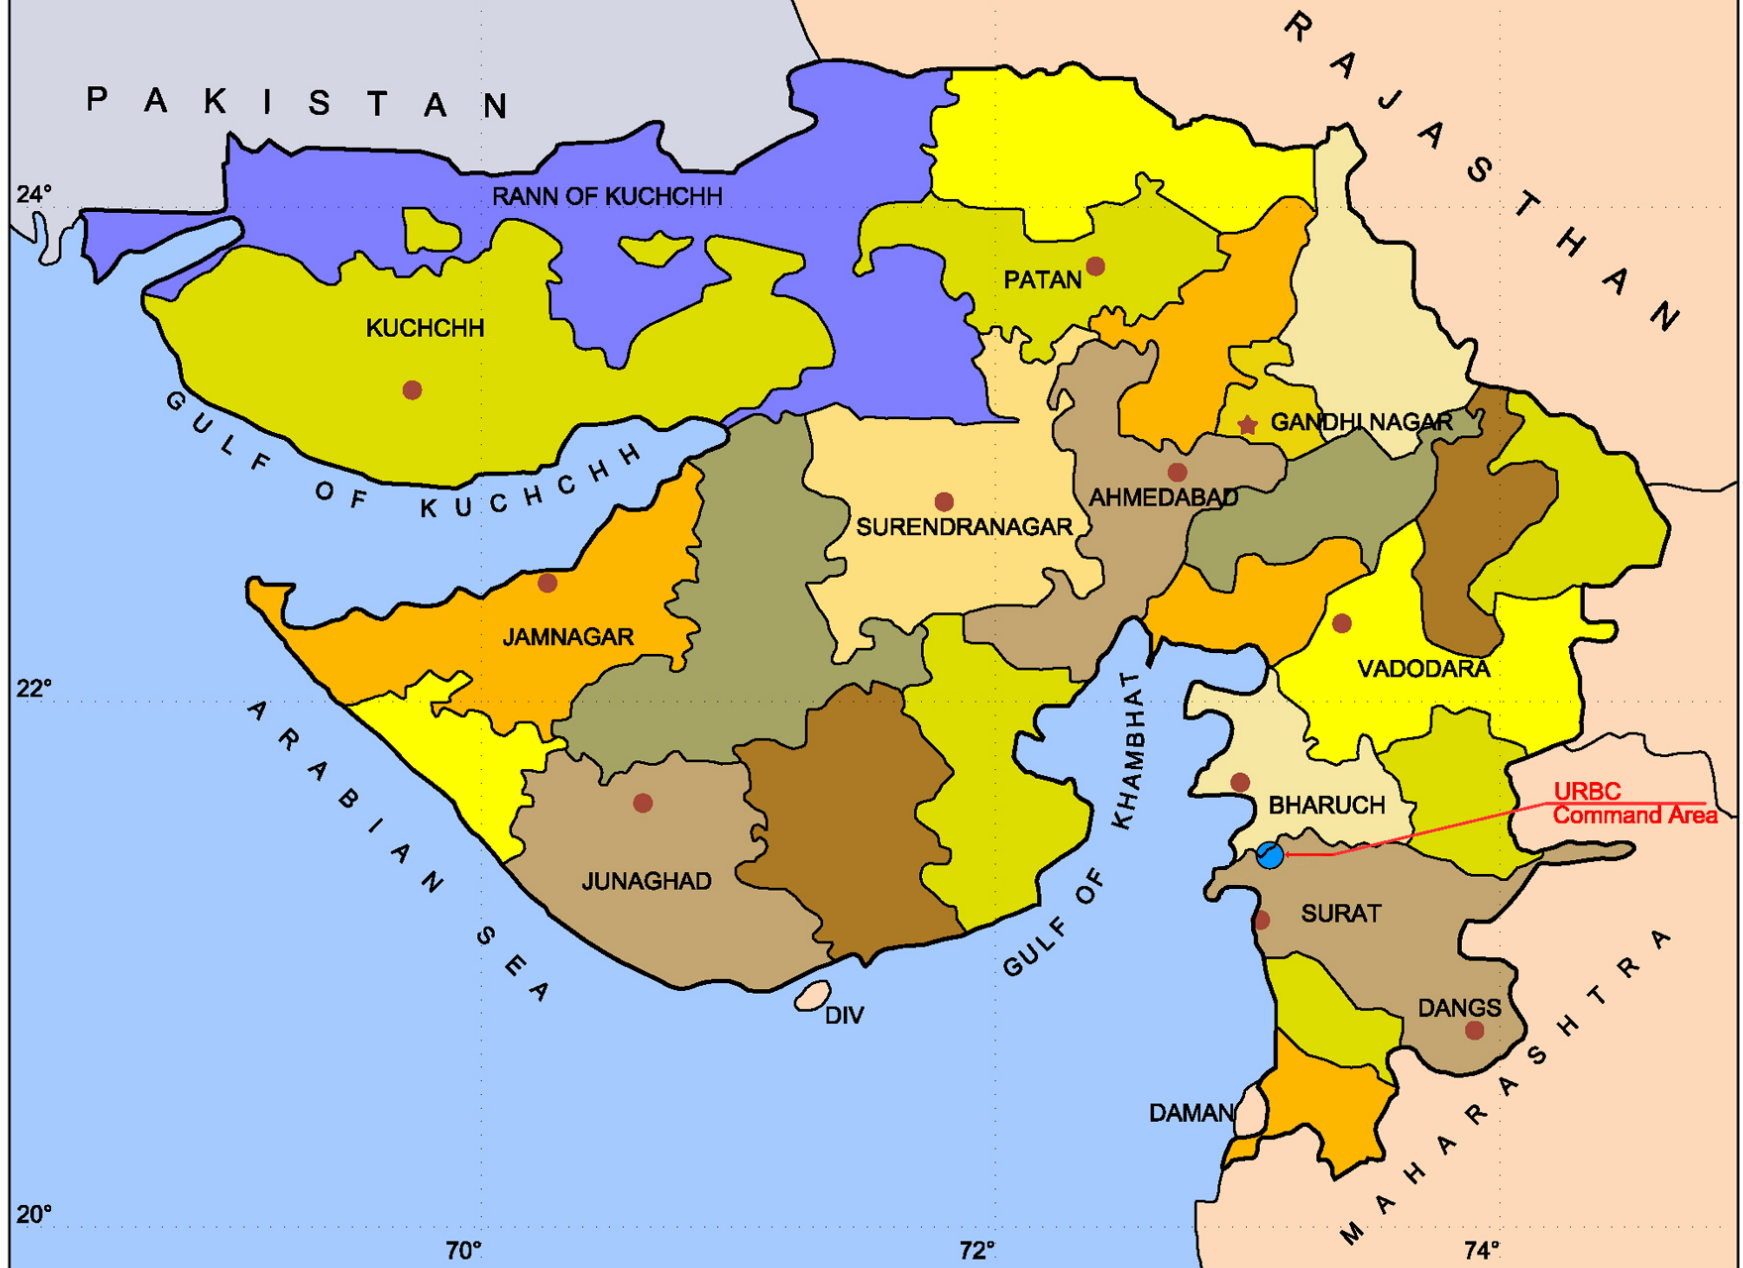 RAJASTHAN
PAKISTAN
24°
RANN OF KUCHCHH
PATAN
KUCHCHH
GULF OF KUCHCHH
GANDHI NAGAR
AHMEDABAD
SURENDRANAGAR
JAMNAGAR
VADODARA
22°
ARABIAN SEA
GULF OF KHAMBHAT
URBC
Command Area
BHARUCH
JUNAGHAD
SURAT
DANGS
DIV
MAHARASHTRA
DAMAN
20°
70°
72°
74°